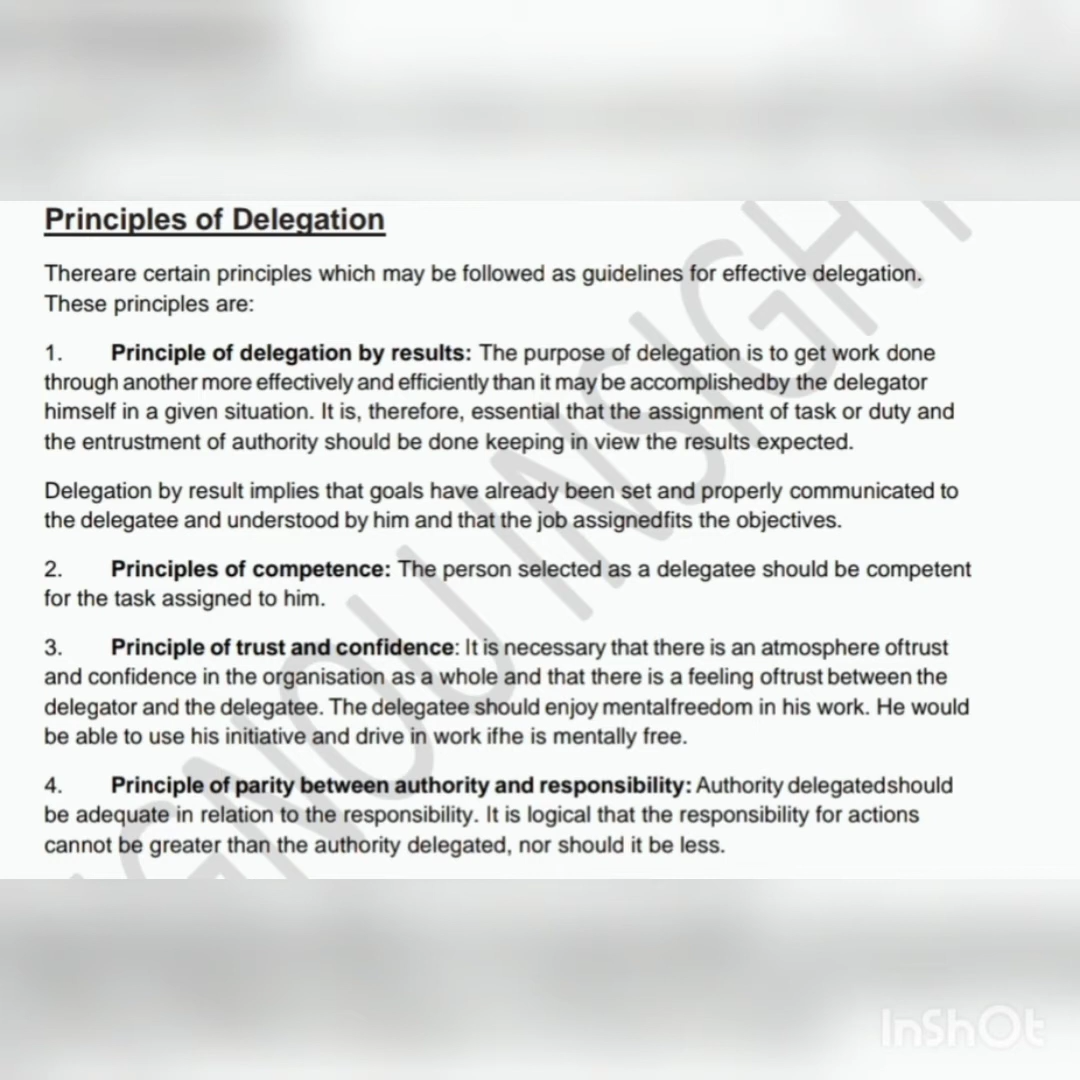 Principles of Delegation
Thereare certain principles which may be followed as guidelines for effective delegation.
These principles are:
1. Principle of delegation by results: The purpose of delegation is to get work done
through another more effectively and efficiently than it may be accomplishedby the delegator
himself in a given situation. It is, therefore, essential that the assignment of task or duty and
the entrustment of authority should be done keeping in view the results expected.
Delegation by result implies that goals have already been set and properly communicated to
the delegatee and understood by him and that the job assignedfits the objectives.
2. Principles of competence: The person selected as a delegatee should be competent
for the task assigned to him.
3. Principle of trust and confidence: It is necessary that there is an atmosphere oftrust
and confidence in the organisation as a whole and that there is a feeling oftrust between the
delegator and the delegatee. The delegatee should enjoy mentalfreedom in his work. He would
be able to use his initiative and drive in work ifhe is mentally free.
4. Principle of parity between authority and responsibility: Authority delegatedshould
be adequate in relation to the responsibility. It is logical that the responsibility for actions
cannot be greater than the authority delegated, nor should it be less.
IGNOU INSIGHT
InShOt